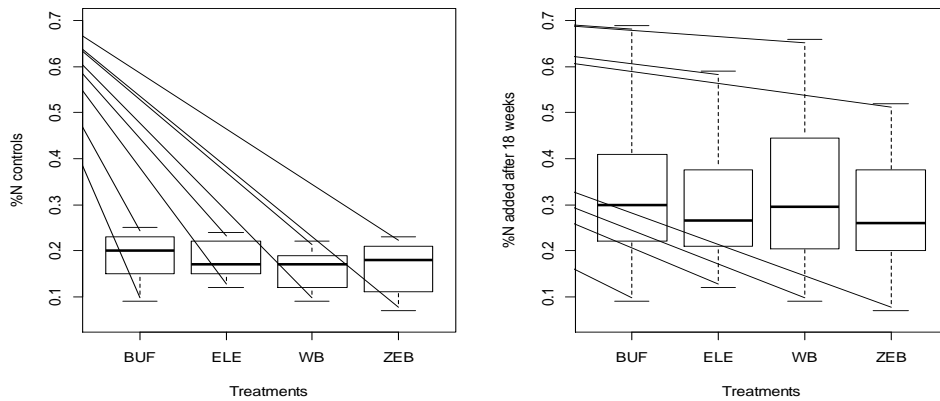 %N controls
0.7
0.6
0.5
0.4
0.3
0.2
0.1
BUF ELE WB ZEB
Treatments
%N added after 18 weeks
0.7
0.6
0.5
0.4
0.3
0.2
0.1
BUF ELE WB ZEB
Treatments